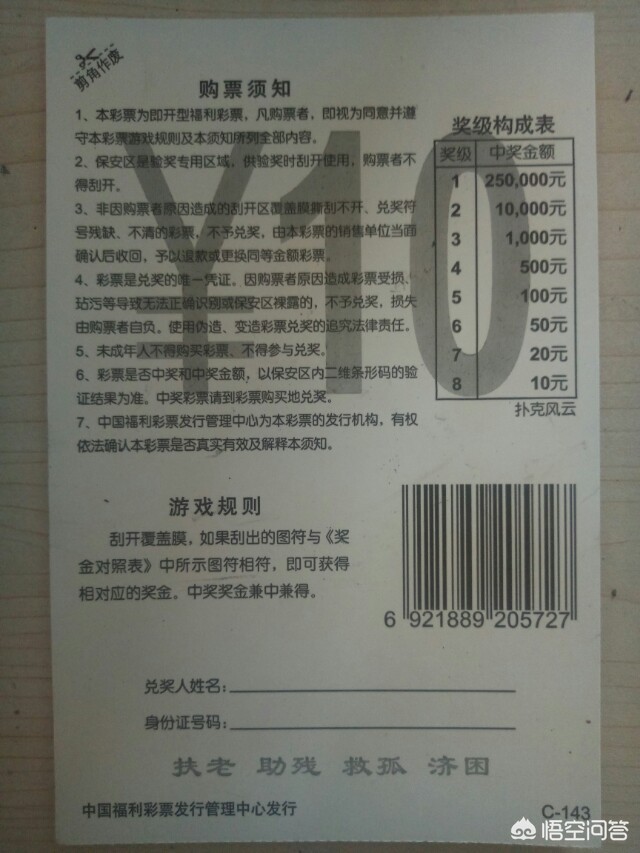 剪角作废
购票须知
1、本彩票为即开型福利彩票，凡购票者，即视为同意并遵
守本彩票游戏规则及本须知所列全部内容。
2、保安区是验奖专用区域，供验奖时刮开使用，购票者不
得刮开。
3、非因购票者原因造成的刮开区覆盖膜撕刮不开、兑奖符
号残缺、不清的彩票，不予兑奖，由本彩票的销售单位当面
确认后收回，予以退款或更换同等金额彩票。
4、彩票是兑奖的唯一凭证。因购票者原因造成彩票受损、
玷污等导致无法正确识别或保安区裸露的，不予兑奖，损失
由购票者自负。使用伪造、变造彩票兑奖的追究法律责任。
5、未成年人不得购买彩票、不得参与兑奖。
6、彩票是否中奖和中奖金额，以保安区内二维条形码的验
证结果为准。中奖彩票请到彩票购买地兑奖。
7、中国福利彩票发行管理中心为本彩票的发行机构，有权
依法确认本彩票是否真实有效及解释本须知。
Y10
奖级构成表
奖级 中奖金额
1 250,000元
2 10,000元
3 1,000元
4 500元
5 100元
6 50元
7 20元
8 10元
扑克风云
游戏规则
刮开覆盖膜，如果刮出的图符与《奖
金对照表》中所示图符相符，即可获得
相对应的奖金。中奖奖金兼中兼得。
6 921889 205727
兑奖人姓名：
身份证号码：
扶老 助残 救孤 济困
中国福利彩票发行管理中心发行
C-143
悟空问答